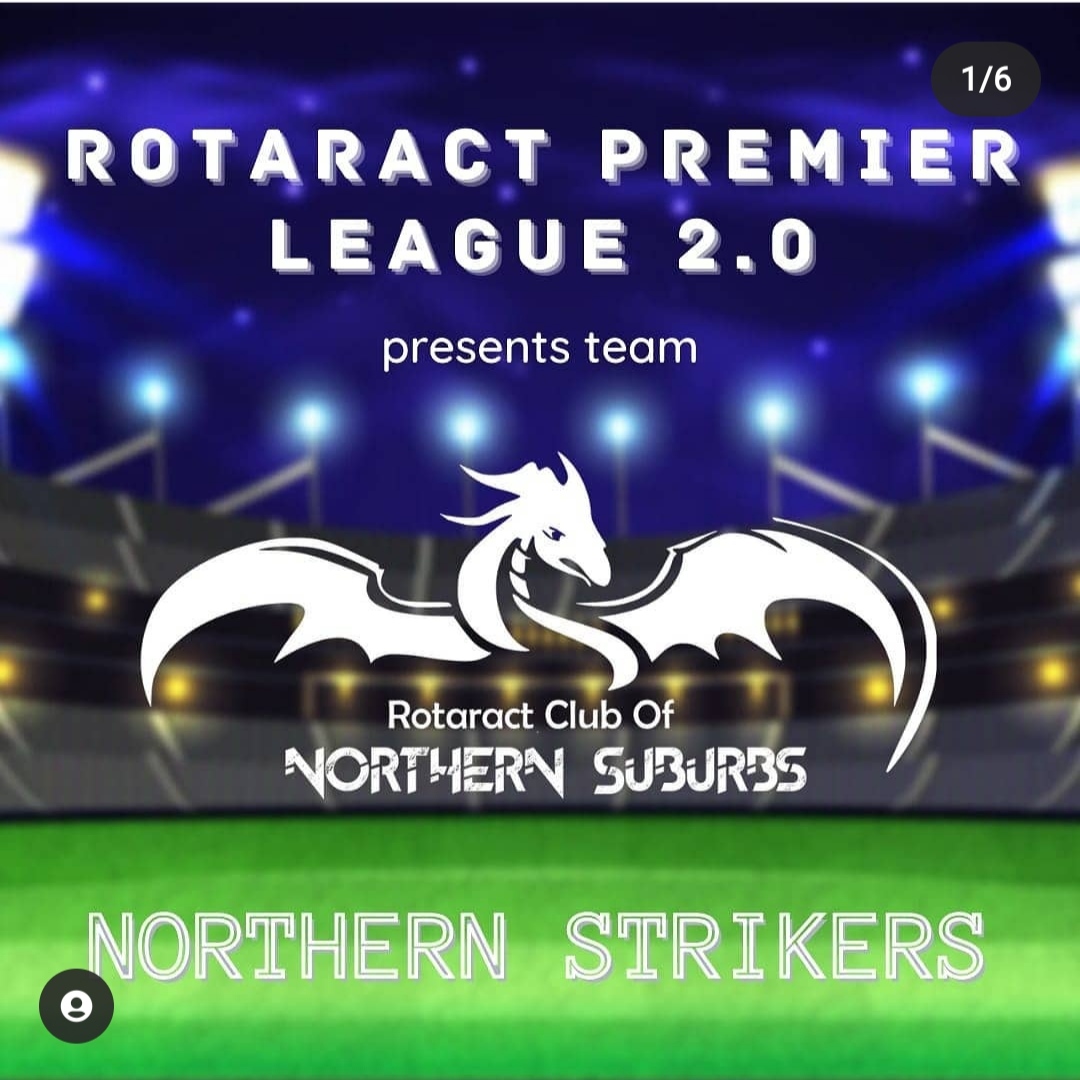 1/6
ROTARACT PREMIER
LEAGUE 2.0
presents team
Rotaract Club Of
NORTHERN SUBURBS
NORTHERN STRIKERS